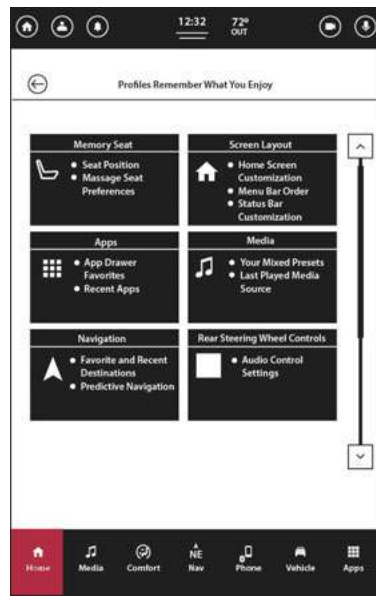 12:32 72º
OUT
Profiles Remember What You Enjoy
Memory Seat
• Seat Position
• Massage Seat
Preferences
Screen Layout
• Home Screen
Customization
• Menu Bar Order
• Status Bar
Customization
Apps
• App Drawer
Favorites
• Recent Apps
Media
• Your Mixed Presets
• Last Played Media
Source
Navigation
• Favorite and Recent
Destinations
• Predictive Navigation
Rear Steering Wheel Controls
• Audio Control
Settings
NE
Home Media Comfort Nav Phone Vehicle Apps